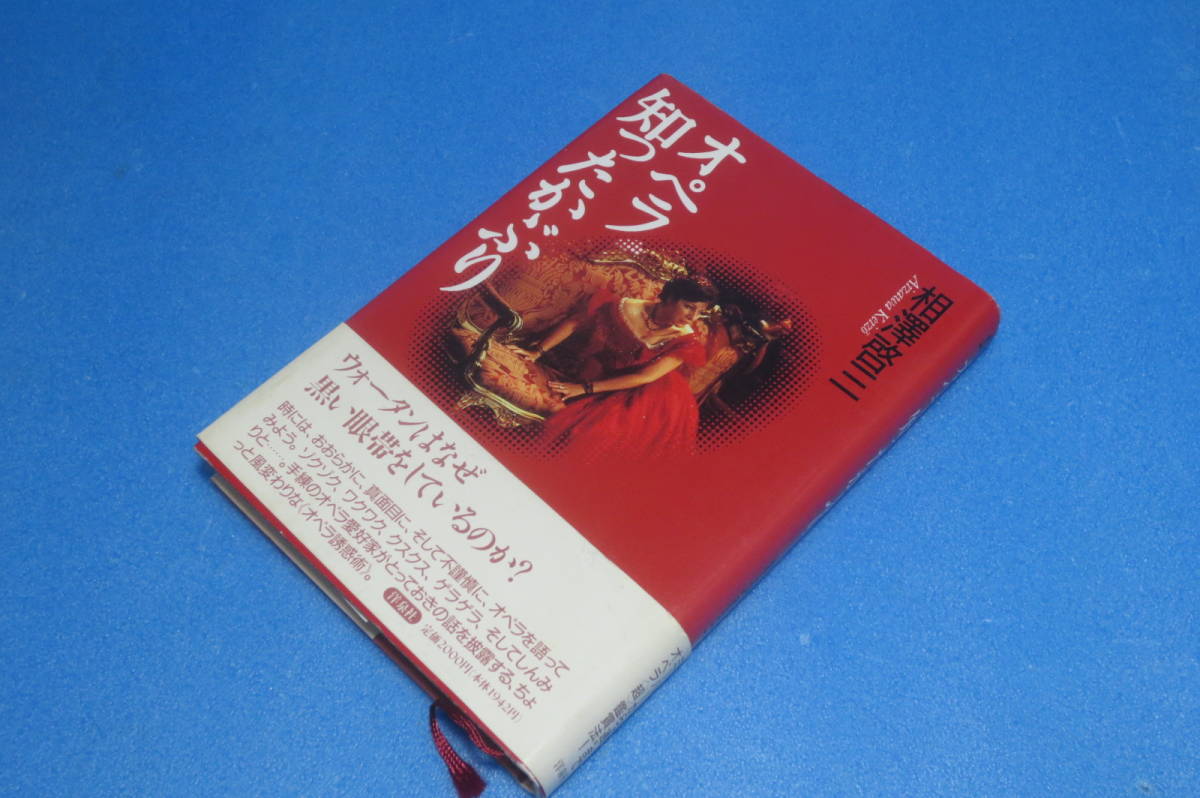 オペラ
知ったかぶり
相澤啓三
Aizawa Keizō
ウォータンはなぜ
黒い眼帯をしているのか?
時には、おおらかに、真面目に、そして不謹慎に、オペラを語って
みよう。ゾクゾク、ワクワク、クスクス、ゲラゲラ、そしてしんみ
りと……。手練のオペラ愛好家がとっておきの話を披露する、ちょ
っと風変わりな〈オペラ誘惑術〉。
洋泉社 定価2000円(本体1942円)